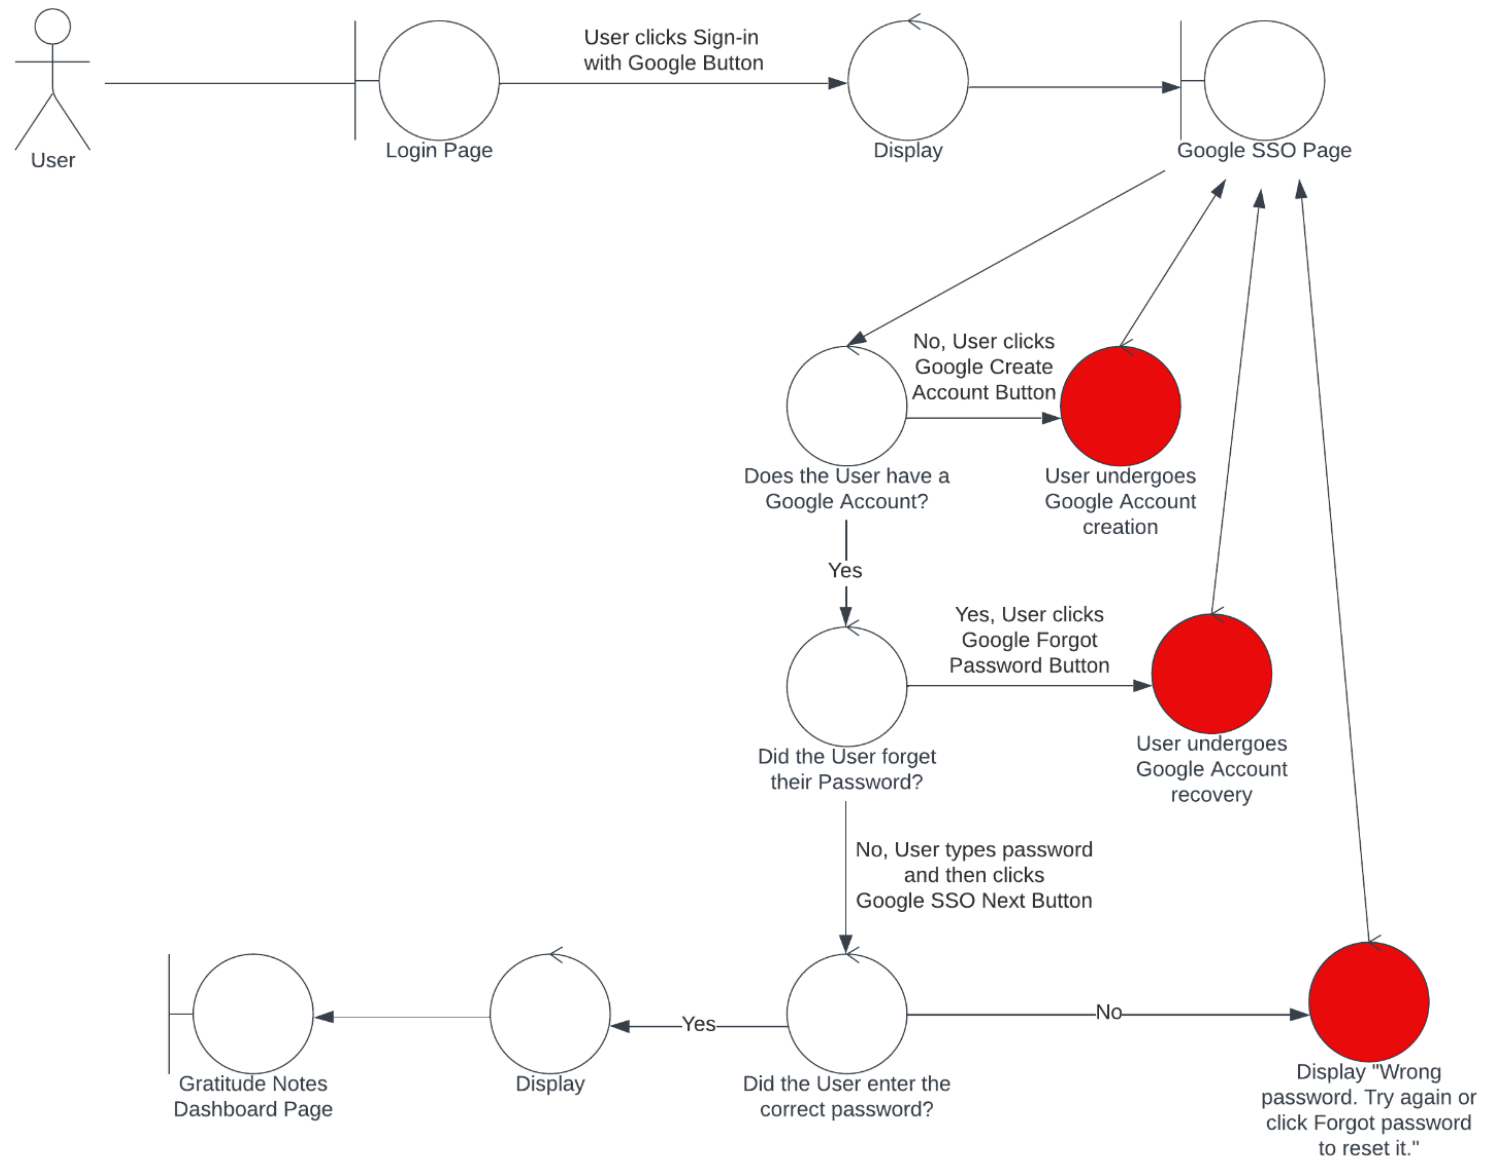 User clicks Sign-in
with Google Button
User
Login Page
Display
Google SSO Page
No, User clicks
Google Create
Account Button
Does the User have a
Google Account?
User undergoes
Google Account
creation
Yes
Yes, User clicks
Google Forgot
Password Button
Did the User forget
their Password?
User undergoes
Google Account
recovery
No, User types password
and then clicks
Google SSO Next Button
Yes
No
Gratitude Notes
Dashboard Page
Display
Did the User enter the
correct password?
Display "Wrong
password. Try again or
click Forgot password
to reset it."